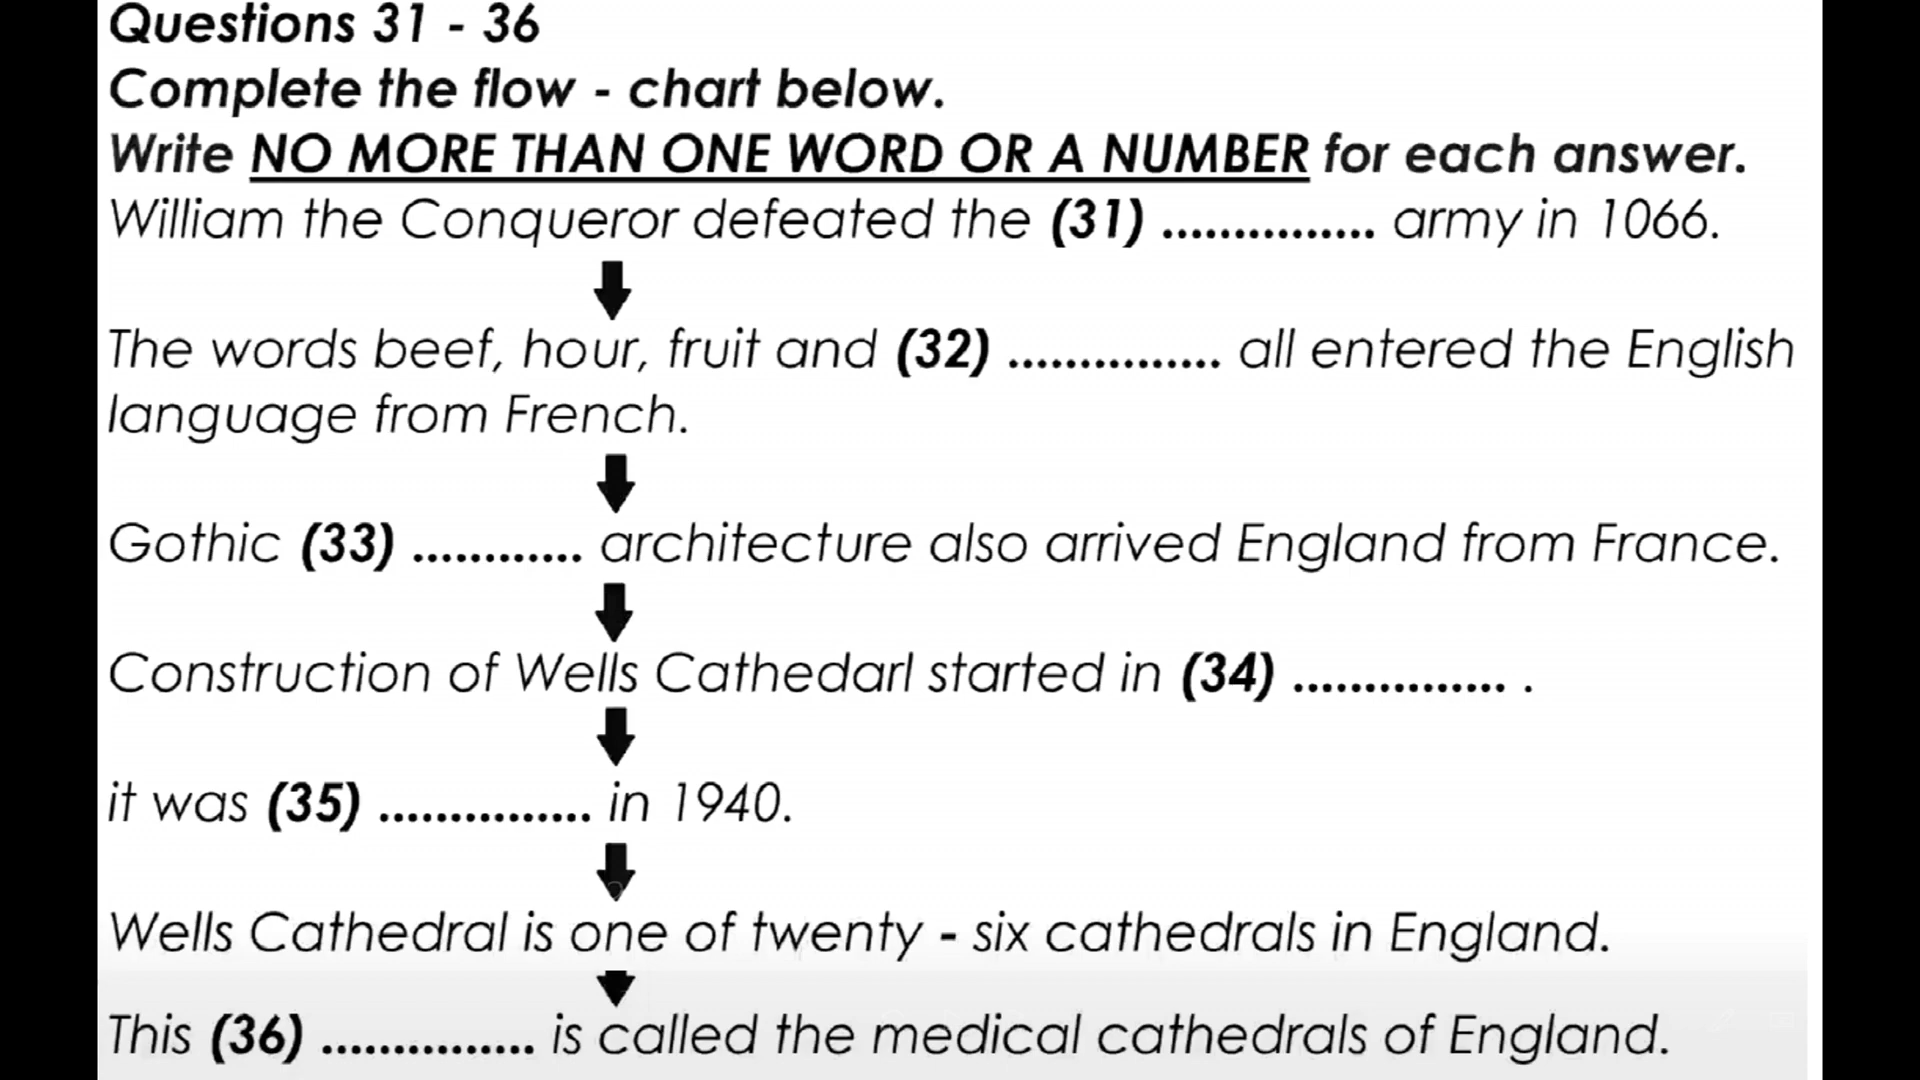 Questions 31 - 36
Complete the flow - chart below.
Write NO MORE THAN ONE WORD OR A NUMBER for each answer.
William the Conqueror defeated the (31) ............... army in 1066.
The words beef, hour, fruit and (32) ............... all entered the English
language from French.
Gothic (33) ............ architecture also arrived England from France.
Construction of Wells Cathedarl started in (34) ............... .
it was (35) ............... in 1940.
Wells Cathedral is one of twenty - six cathedrals in England.
This (36) ............... is called the medical cathedrals of England.